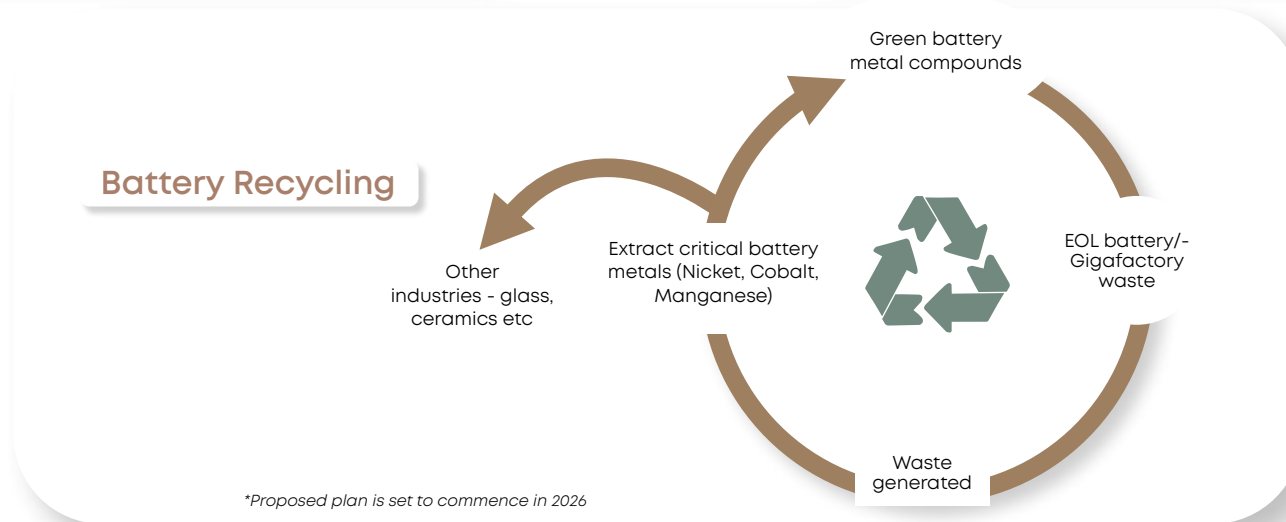 Green battery
metal compounds
Battery Recycling
EOL battery/-
Gigafactory
waste
Extract critical battery
metals (Nicket, Cobalt,
Manganese)
Other
industries - glass,
ceramics etc
Waste
generated
*Proposed plan is set to commence in 2026